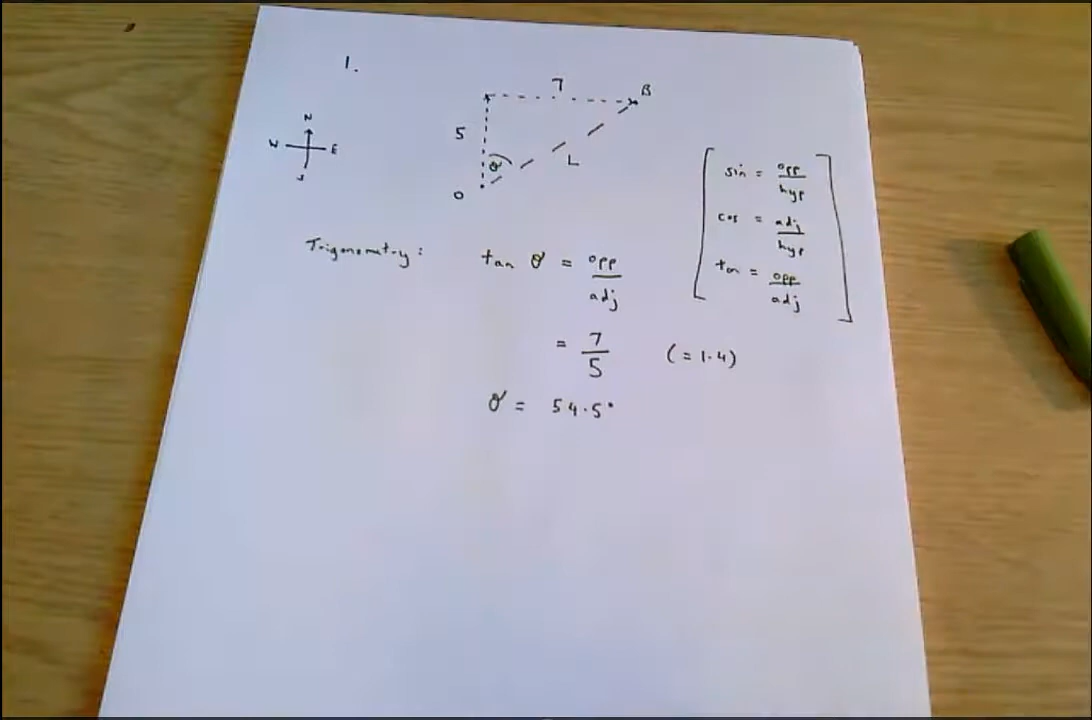 1.
7
B
N
5
W E
θ
L
S
O
sin = opp/hyp
cos = adj/hyp
tan = opp/adj
Trigonometry: tan θ = opp/adj
= 7/5 (= 1.4)
θ = 54.5°